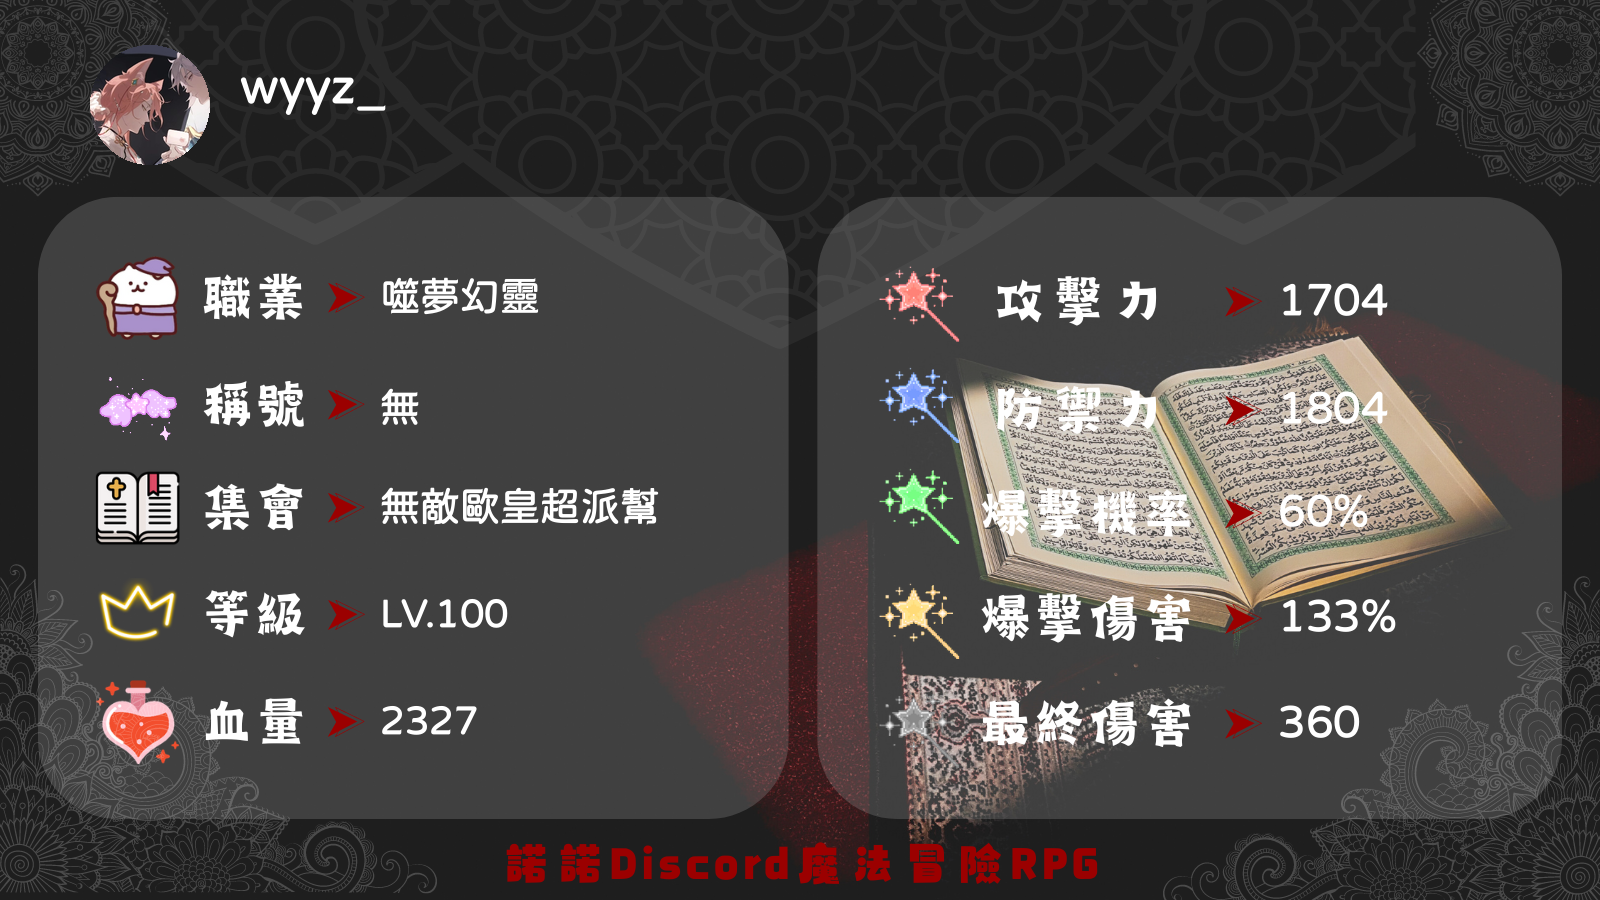 wyyz_
職業 噬夢幻靈
稱號 無
集會 無敵歐皇超派幫
等級 LV.100
血量 2327
攻擊力 1704
防禦力 1804
爆擊機率 60%
爆擊傷害 133%
最終傷害 360
諾諾Discord魔法冒險RPG